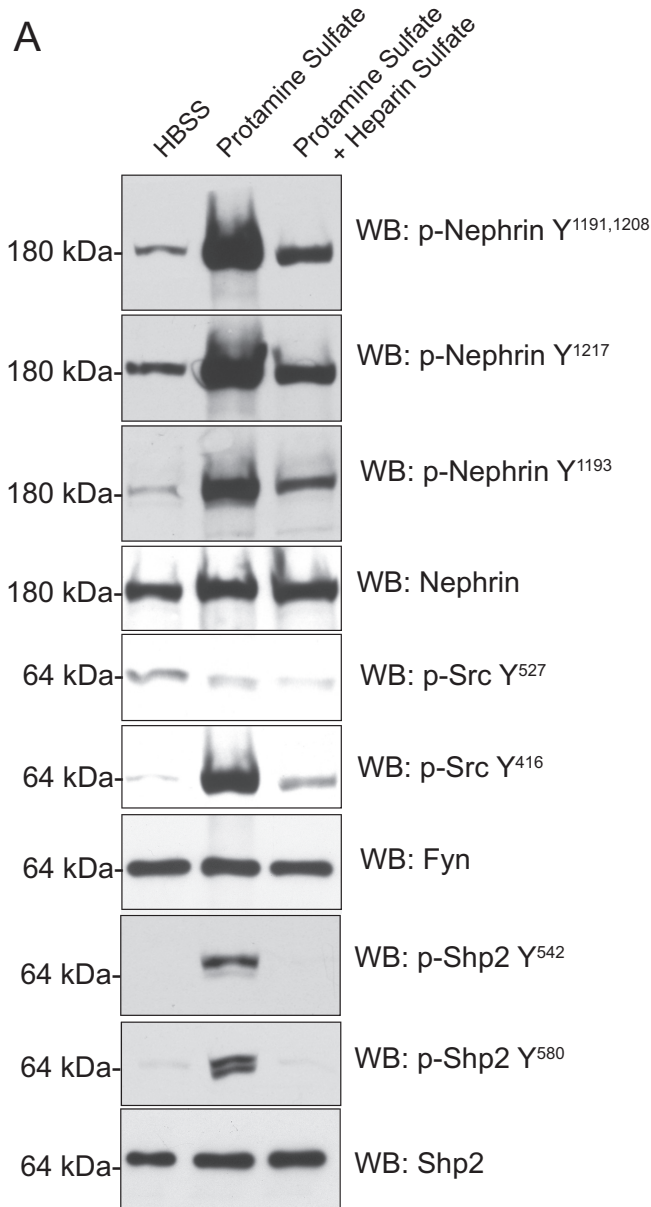 A
HBSS
Protamine Sulfate
Protamine Sulfate
+ Heparin Sulfate
180 kDa- WB: p-Nephrin Y1191,1208
180 kDa- WB: p-Nephrin Y1217
180 kDa- WB: p-Nephrin Y1193
180 kDa- WB: Nephrin
64 kDa- WB: p-Src Y527
64 kDa- WB: p-Src Y416
64 kDa- WB: Fyn
64 kDa- WB: p-Shp2 Y542
64 kDa- WB: p-Shp2 Y580
64 kDa- WB: Shp2